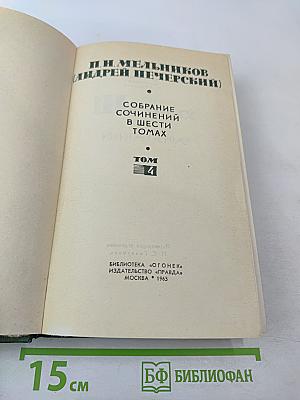 П. И. МЕЛЬНИКОВ
(АНДРЕЙ ПЕЧЕРСКИЙ)
СОБРАНИЕ
СОЧИНЕНИЙ
В ШЕСТИ
ТОМАХ
ТОМ
4
БИБЛИОТЕКА «ОГОНЕК»
ИЗДАТЕЛЬСТВО «ПРАВДА»
МОСКВА • 1963
15 см
БФ БИБЛИОФАН